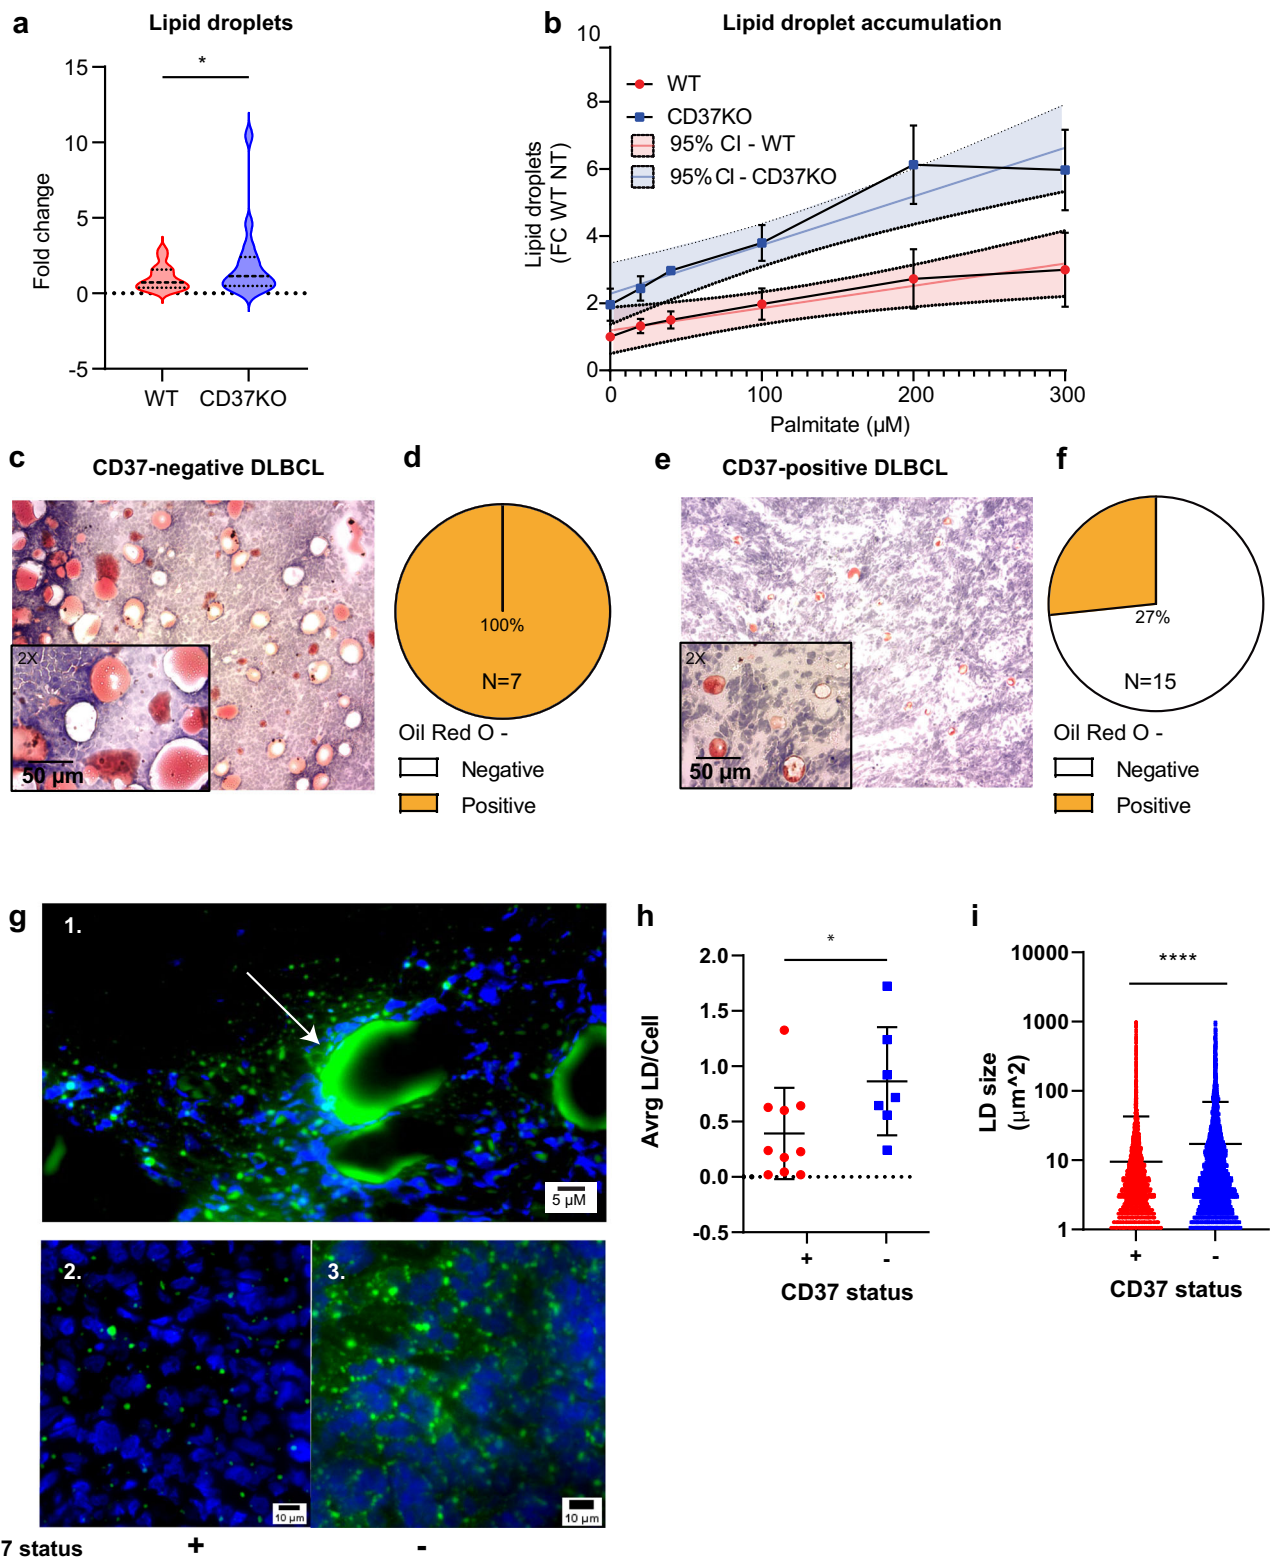 a
Lipid droplets
*
15
10
5
0
-5
Fold change
WT CD37KO
b
Lipid droplet accumulation
10
8
6
4
2
0
Lipid droplets
(FC WT NT)
WT
CD37KO
95% CI - WT
95% CI - CD37KO
0 100 200 300
Palmitate (µM)
c
CD37-negative DLBCL
2X
50 µm
d
100%
N=7
Oil Red O -
Negative
Positive
e
CD37-positive DLBCL
2X
50 µm
f
27%
N=15
Oil Red O -
Negative
Positive
g
1.
5 µM
2.
10 µm
3.
10 µm
7 status + -
h
*
2.0
1.5
1.0
0.5
0.0
-0.5
Avrg LD/Cell
+ -
CD37 status
i
****
10000
1000
100
10
1
LD size
(µm^2)
+ -
CD37 status